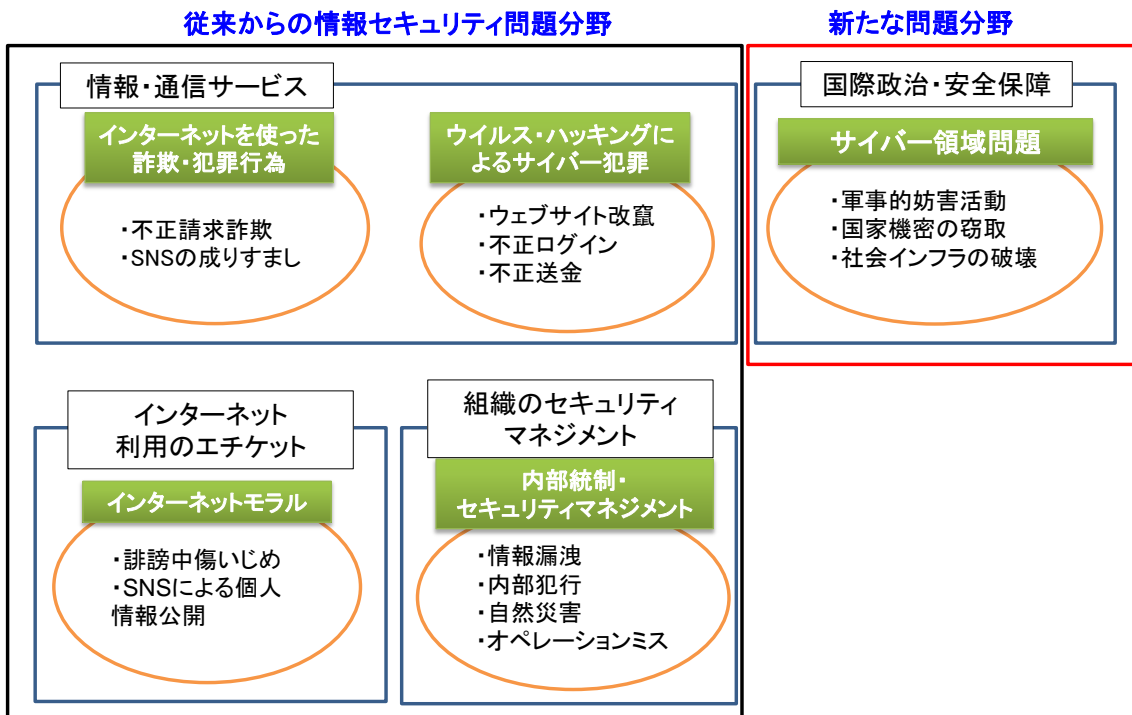 従来からの情報セキュリティ問題分野
新たな問題分野
情報・通信サービス
インターネットを使った
詐欺・犯罪行為
・不正請求詐欺
・SNSの成りすまし
ウイルス・ハッキングに
よるサイバー犯罪
・ウェブサイト改竄
・不正ログイン
・不正送金
国際政治・安全保障
サイバー領域問題
・軍事的妨害活動
・国家機密の窃取
・社会インフラの破壊
インターネット
利用のエチケット
インターネットモラル
・誹謗中傷いじめ
・SNSによる個人
情報公開
組織のセキュリティ
マネジメント
内部統制・
セキュリティマネジメント
・情報漏洩
・内部犯行
・自然災害
・オペレーションミス